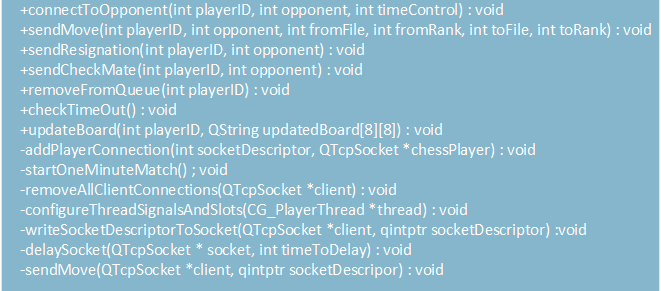 +connectToOpponent(int playerID, int opponent, int timeControl) : void
+sendMove(int playerID, int opponent, int fromFile, int fromRank, int toFile, int toRank) : void
+sendResignation(int playerID, int opponent) : void
+sendCheckMate(int playerID, int opponent) : void
+removeFromQueue(int playerID) : void
+checkTimeOut() : void
+updateBoard(int playerID, QString updatedBoard[8][8]) : void
-addPlayerConnection(int socketDescriptor, QTcpSocket *chessPlayer) : void
-startOneMinuteMatch() ; void
-removeAllClientConnections(QTcpSocket *client) : void
-configureThreadSignalsAndSlots(CG_PlayerThread *thread) : void
-writeSocketDescriptorToSocket(QTcpSocket *client, qintptr socketDescriptor) :void
-delaySocket(QTcpSocket * socket, int timeToDelay) : void
-sendMove(QTcpSocket *client, qintptr socketDescripor) : void